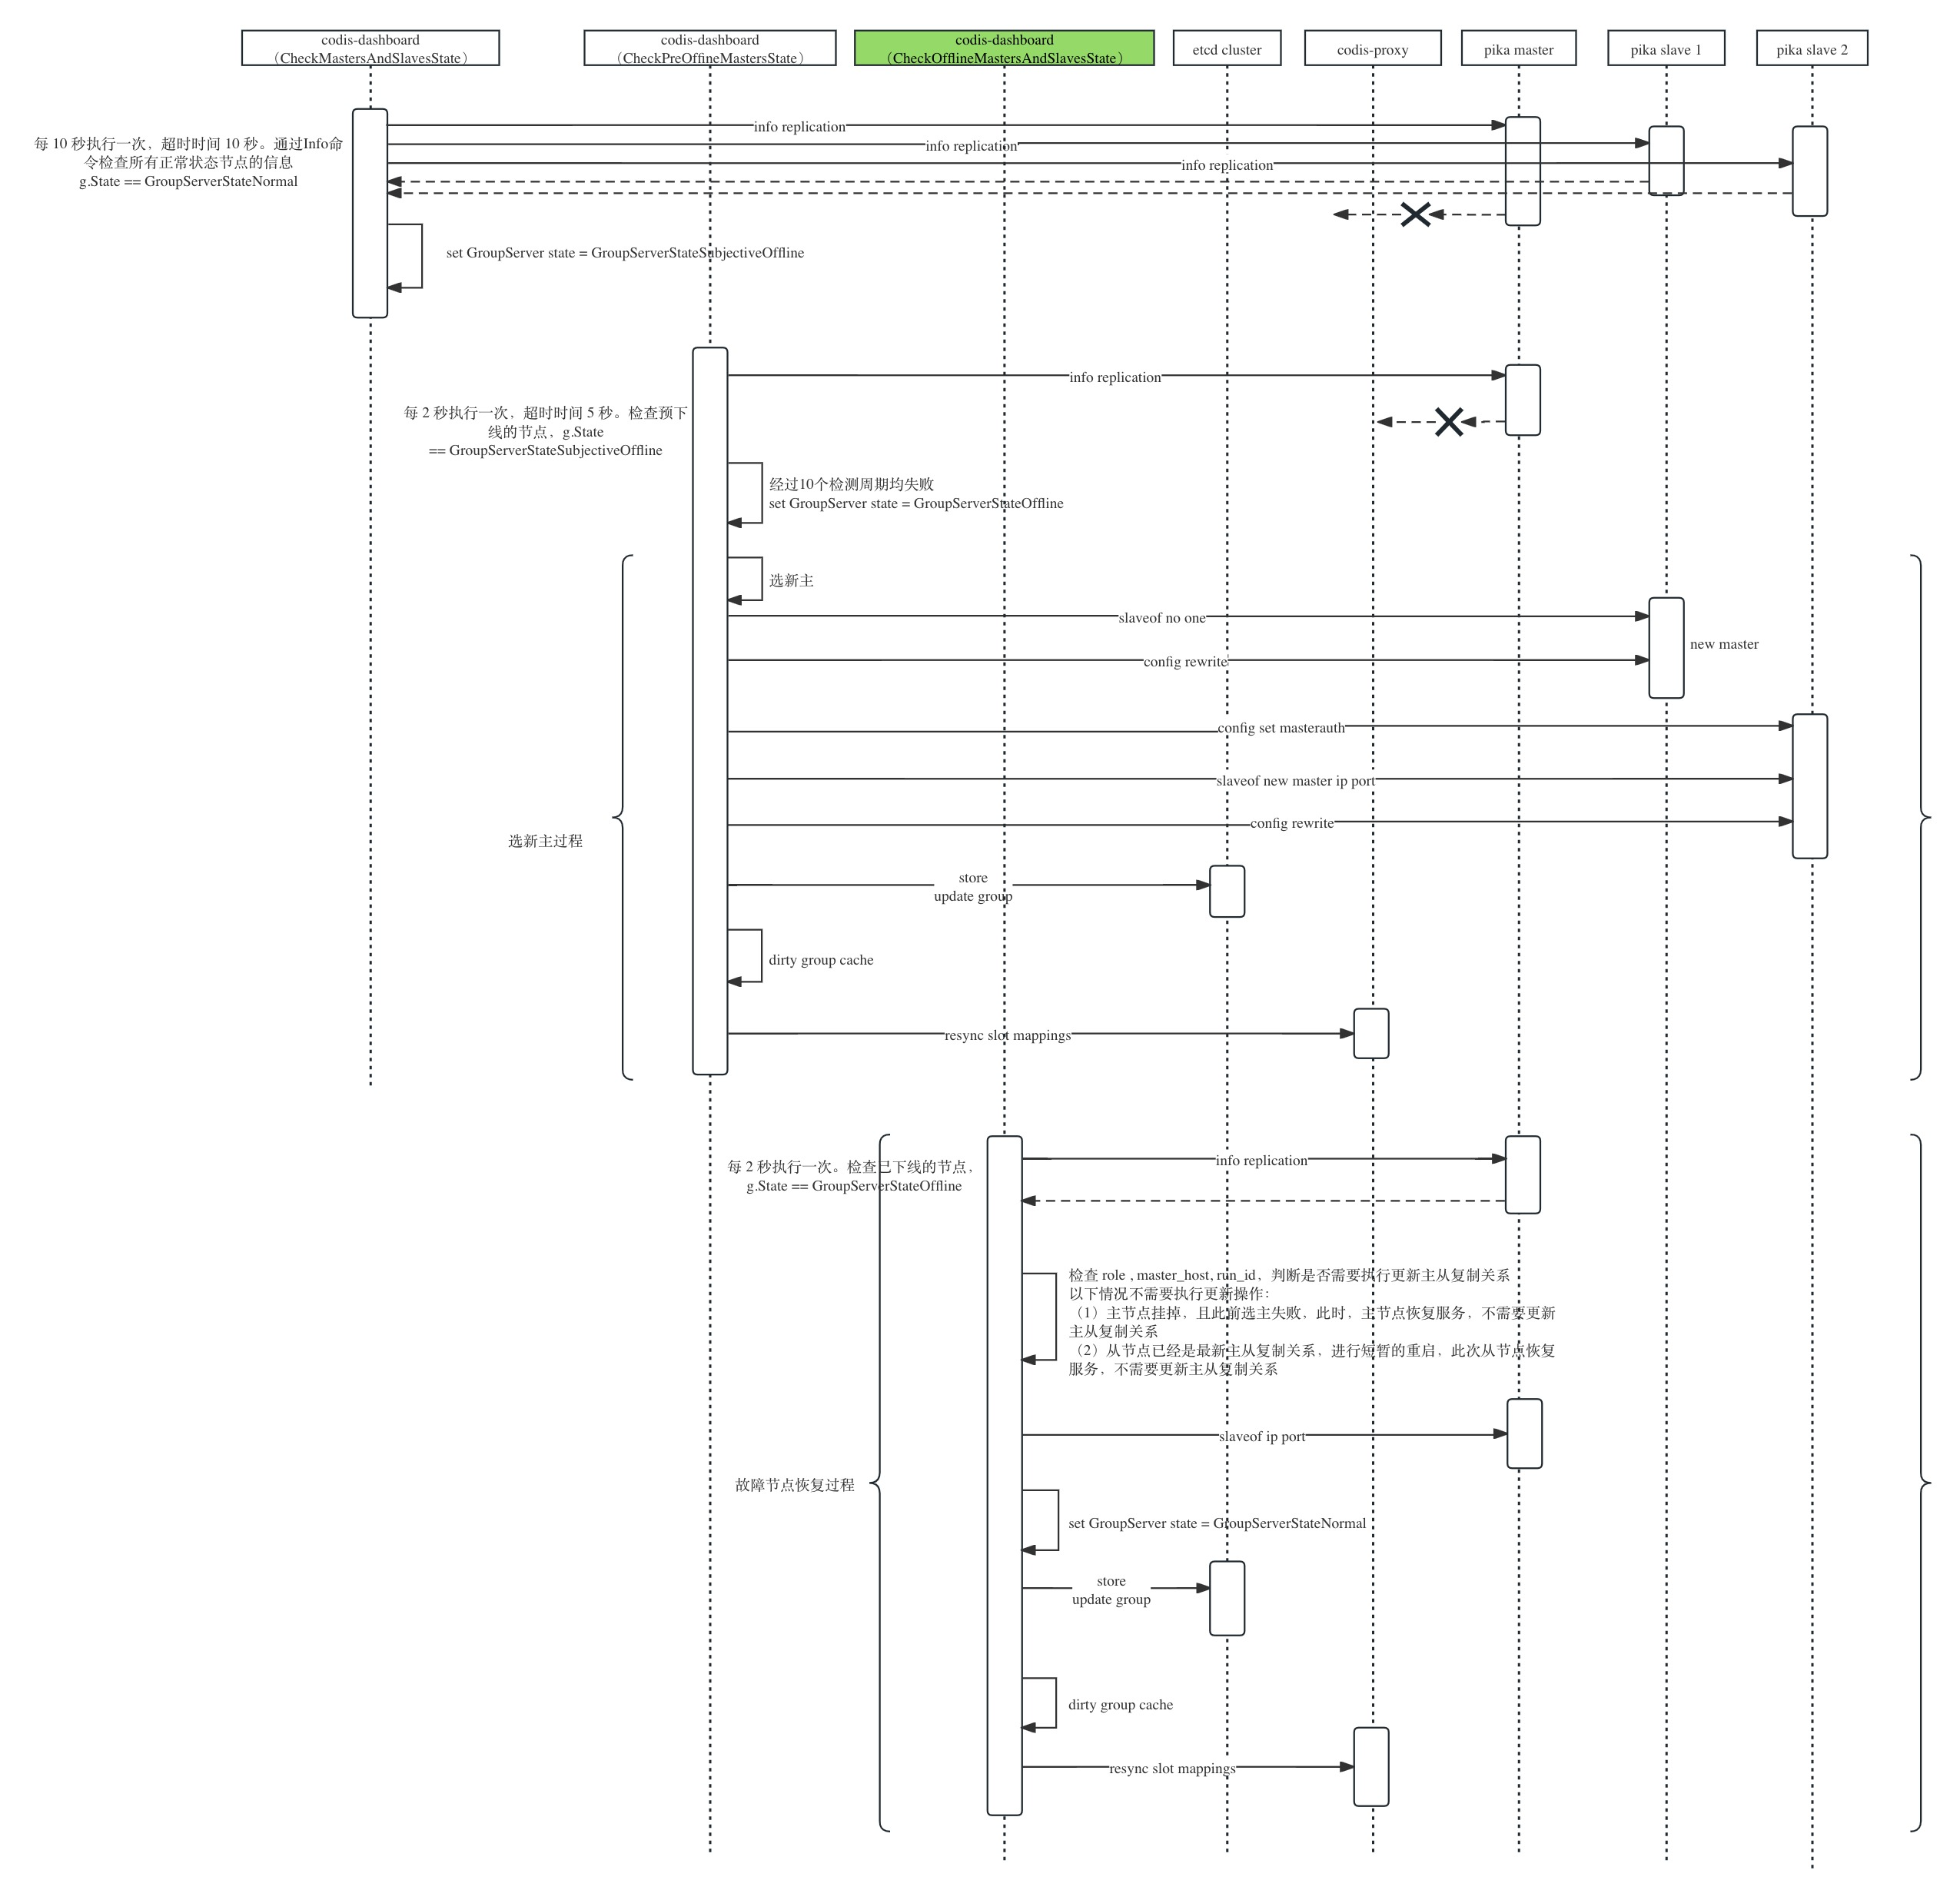 codis-dashboard
（CheckMastersAndSlavesState）
codis-dashboard
（CheckPreOffineMastersState）
codis-dashboard
（CheckOfflineMastersAndSlavesState）
etcd cluster
codis-proxy
pika master
pika slave 1
pika slave 2
info replication
info replication
info replication
每 10 秒执行一次，超时时间 10 秒。通过Info命
令检查所有正常状态节点的信息
g.State == GroupServerStateNormal
set GroupServer state = GroupServerStateSubjectiveOffline
info replication
每 2 秒执行一次，超时时间 5 秒。检查预下
线的节点，g.State
== GroupServerStateSubjectiveOffline
经过10个检测周期均失败
set GroupServer state = GroupServerStateOffline
选新主
slaveof no one
new master
config rewrite
config set masterauth
slaveof new master ip port
config rewrite
选新主过程
store
update group
dirty group cache
resync slot mappings
每 2 秒执行一次。检查已下线的节点，
g.State == GroupServerStateOffline
info replication
检查 role , master_host, run_id，判断是否需要执行更新主从复制关系
以下情况不需要执行更新操作：
（1）主节点挂掉，且此前选主失败，此时，主节点恢复服务，不需要更新
主从复制关系
（2）从节点已经是最新主从复制关系，进行短暂的重启，此次从节点恢复
服务，不需要更新主从复制关系
slaveof ip port
故障节点恢复过程
set GroupServer state = GroupServerStateNormal
store
update group
dirty group cache
resync slot mappings